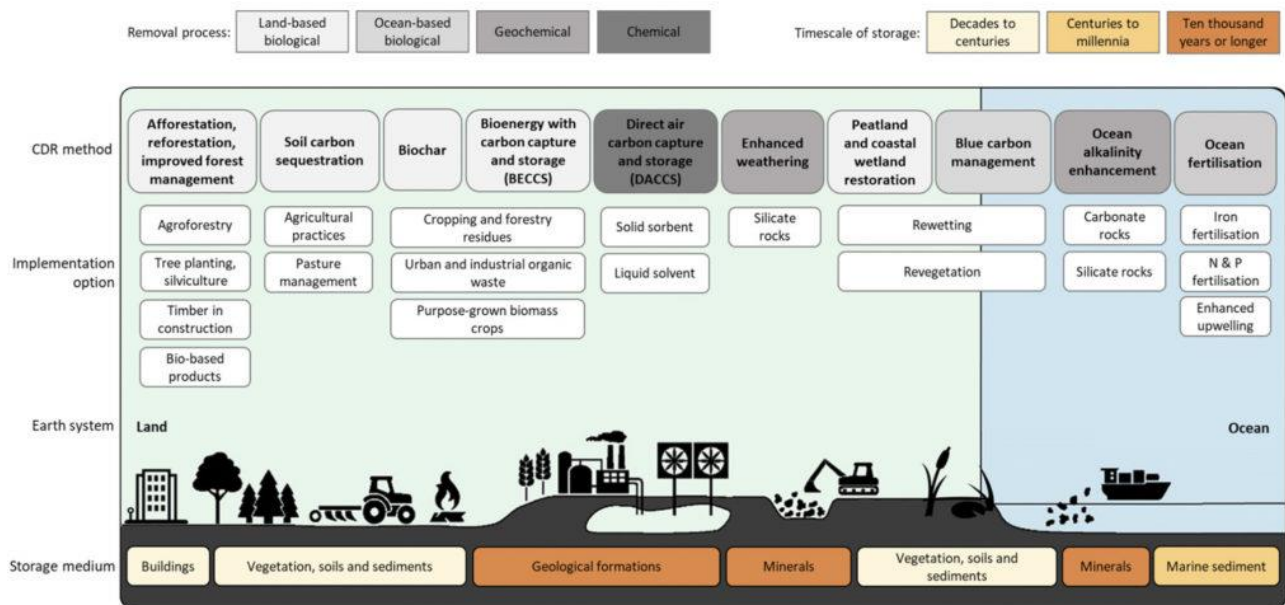 Removal process:
Land-based
biological
Ocean-based
biological
Geochemical
Chemical
Timescale of storage:
Decades to
centuries
Centuries to
millennia
Ten thousand
years or longer
CDR method
Afforestation,
reforestation,
improved forest
management
Soil carbon
sequestration
Biochar
Bioenergy with
carbon capture
and storage
(BECCS)
Direct air
carbon capture
and storage
(DACCS)
Enhanced
weathering
Peatland
and coastal
wetland
restoration
Blue carbon
management
Ocean
alkalinity
enhancement
Ocean
fertilisation
Implementation
option
Agroforestry
Tree planting,
silviculture
Timber in
construction
Bio-based
products
Agricultural
practices
Pasture
management
Cropping and forestry
residues
Urban and industrial organic
waste
Purpose-grown biomass
crops
Solid sorbent
Liquid solvent
Silicate
rocks
Rewetting
Revegetation
Carbonate
rocks
Silicate rocks
Iron
fertilisation
N & P
fertilisation
Enhanced
upwelling
Earth system
Land
Ocean
Storage medium
Buildings
Vegetation, soils and sediments
Geological formations
Minerals
Vegetation, soils and
sediments
Minerals
Marine sediment